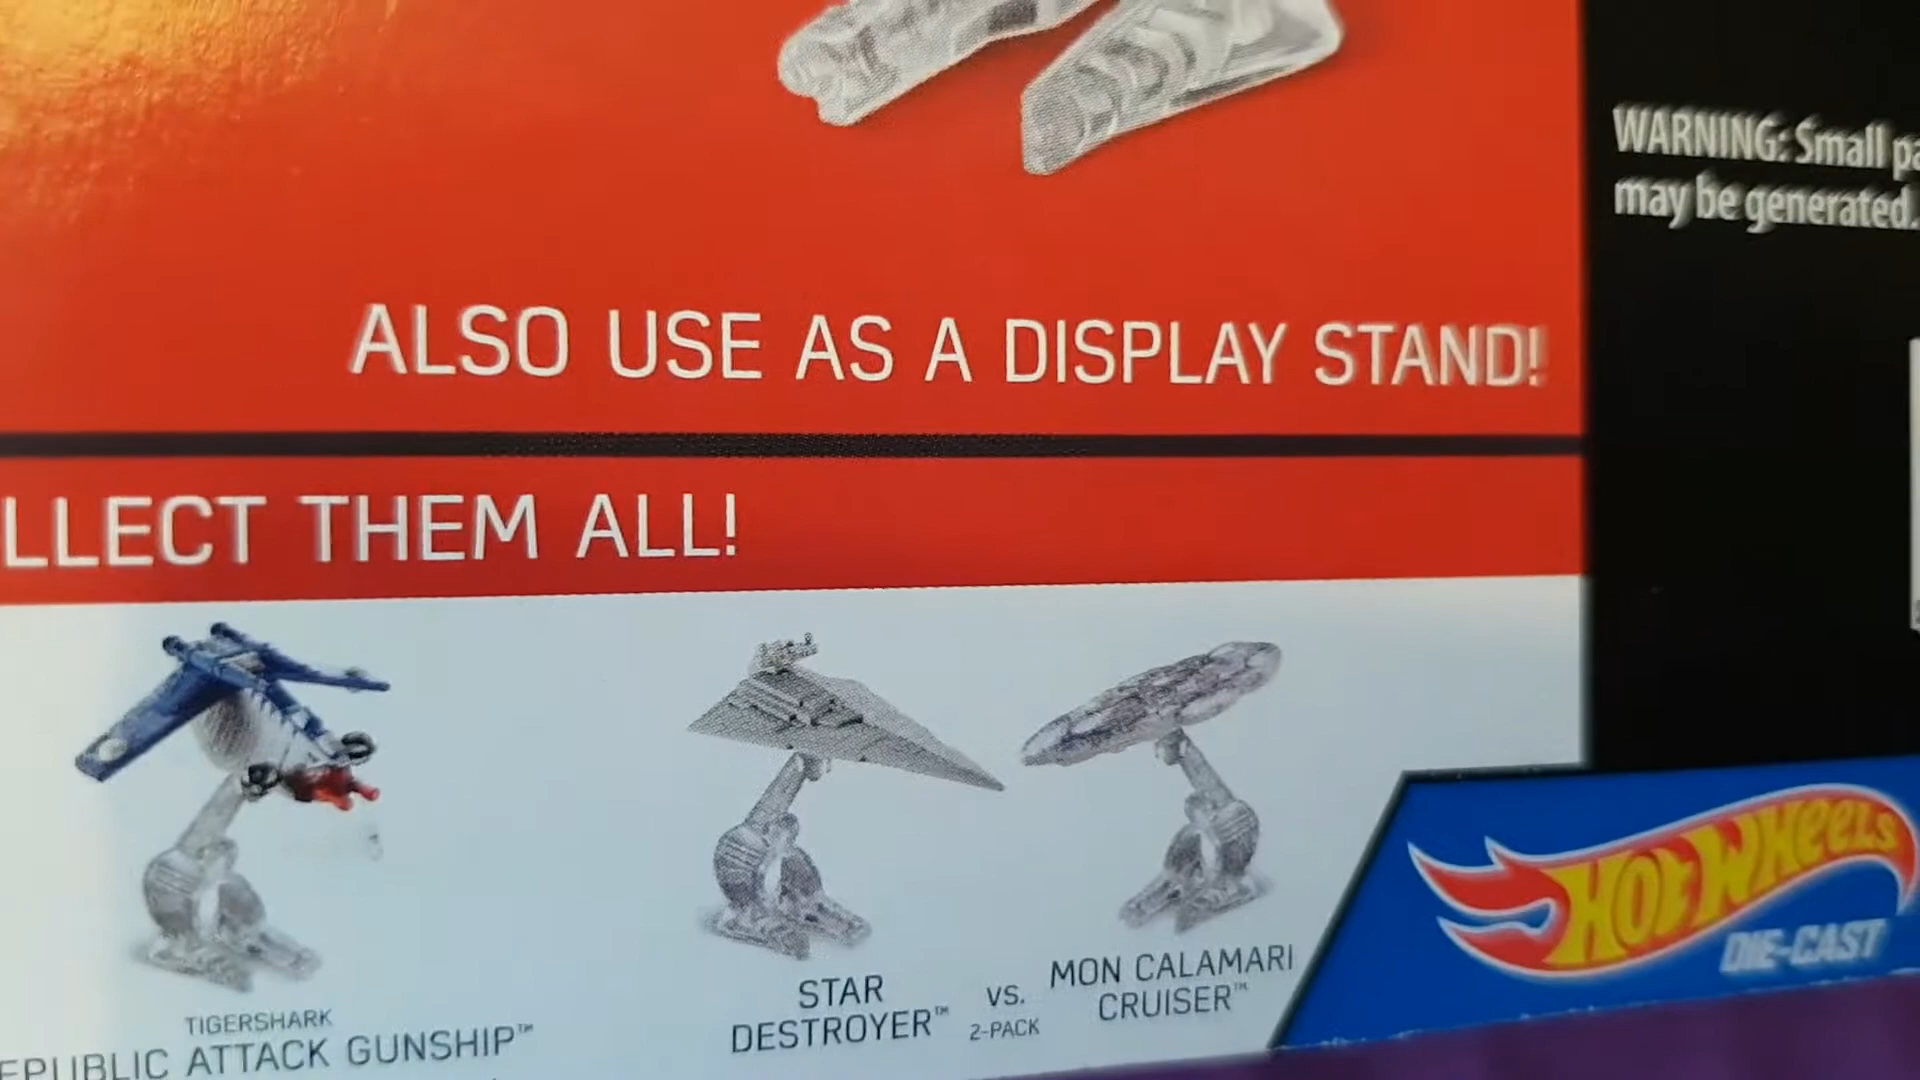 WARNING: Small pa
may be generated.
ALSO USE AS A DISPLAY STAND!
LLECT THEM ALL!
TIGERSHARK
EPUBLIC ATTACK GUNSHIP™
STAR
DESTROYER™
VS.
2-PACK
MON CALAMARI
CRUISER™
HOT WHEELS
DIE-CAST